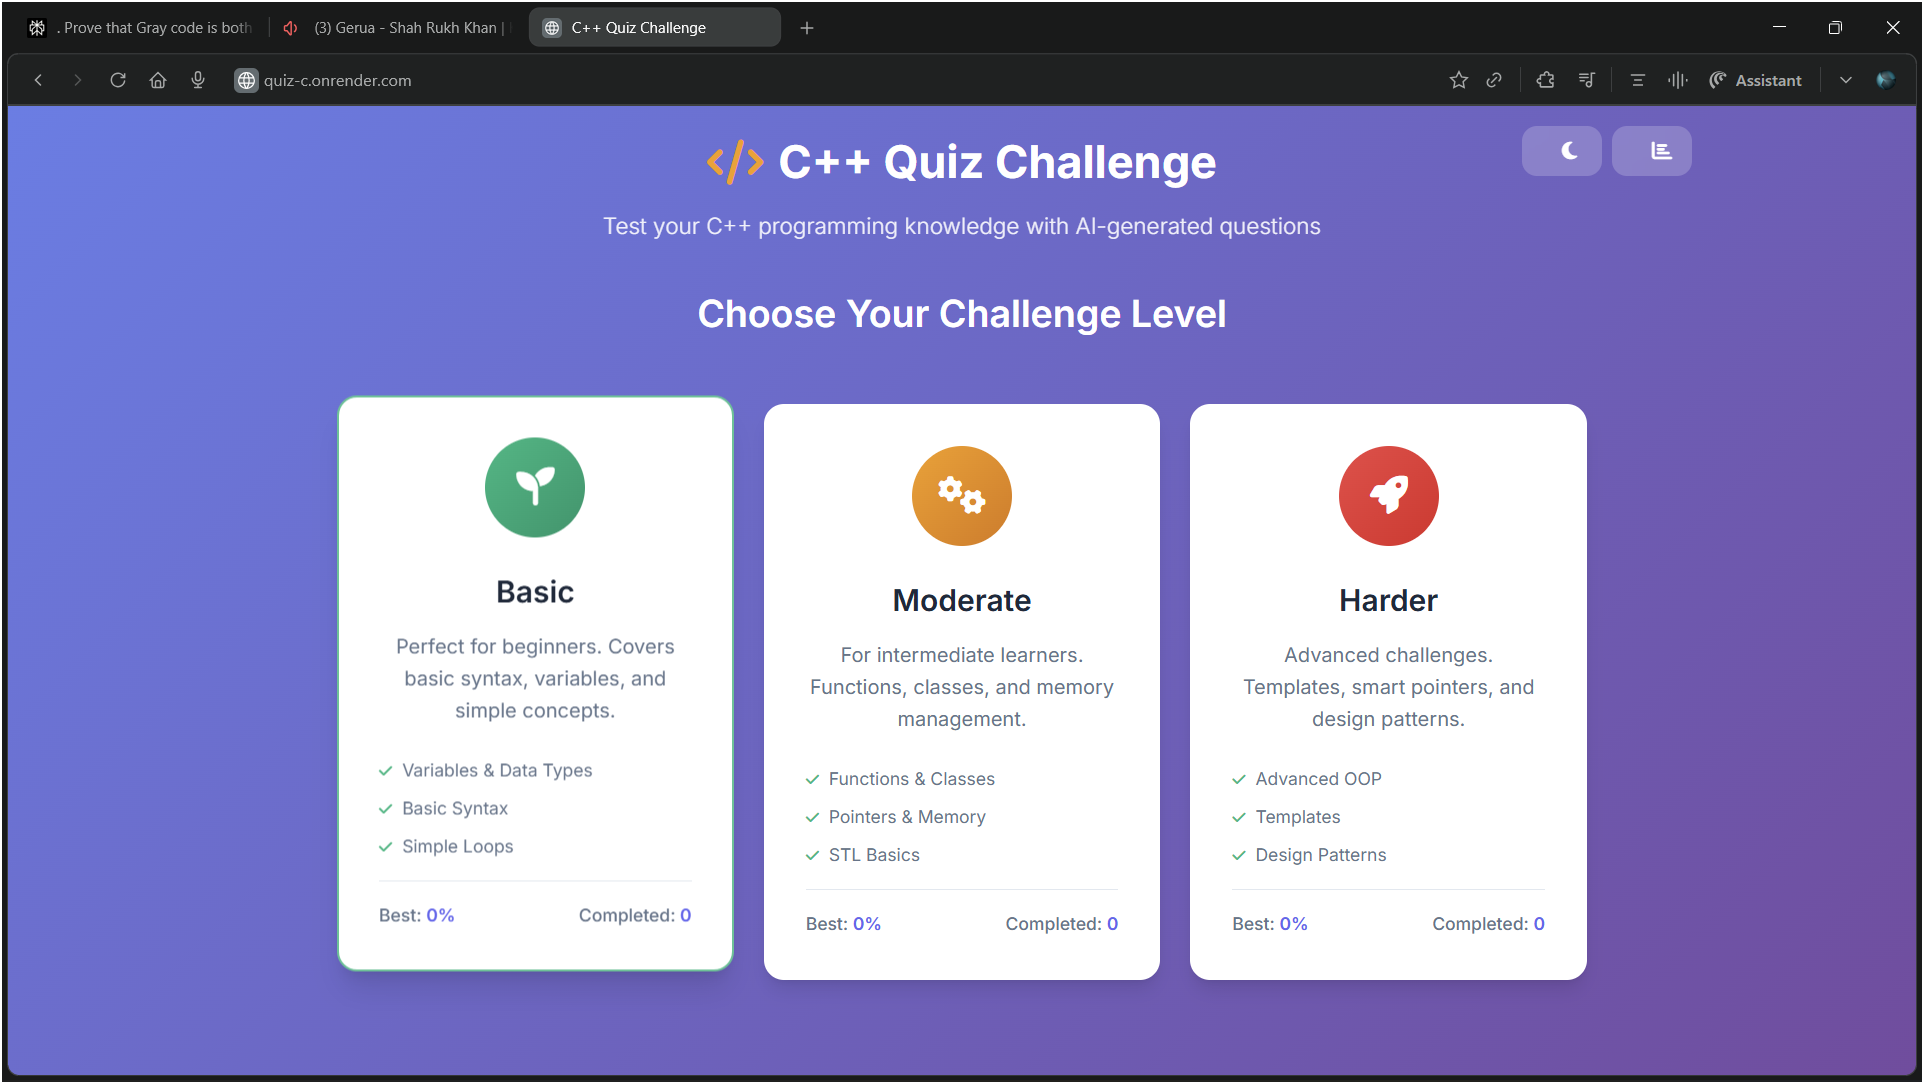 . Prove that Gray code is both
(3) Gerua - Shah Rukh Khan |
C++ Quiz Challenge
quiz-c.onrender.com
Assistant
</> C++ Quiz Challenge
Test your C++ programming knowledge with AI-generated questions
Choose Your Challenge Level
Basic
Perfect for beginners. Covers
basic syntax, variables, and
simple concepts.
Variables & Data Types
Basic Syntax
Simple Loops
Best: 0%
Completed: 0
Moderate
For intermediate learners.
Functions, classes, and memory
management.
Functions & Classes
Pointers & Memory
STL Basics
Best: 0%
Completed: 0
Harder
Advanced challenges.
Templates, smart pointers, and
design patterns.
Advanced OOP
Templates
Design Patterns
Best: 0%
Completed: 0